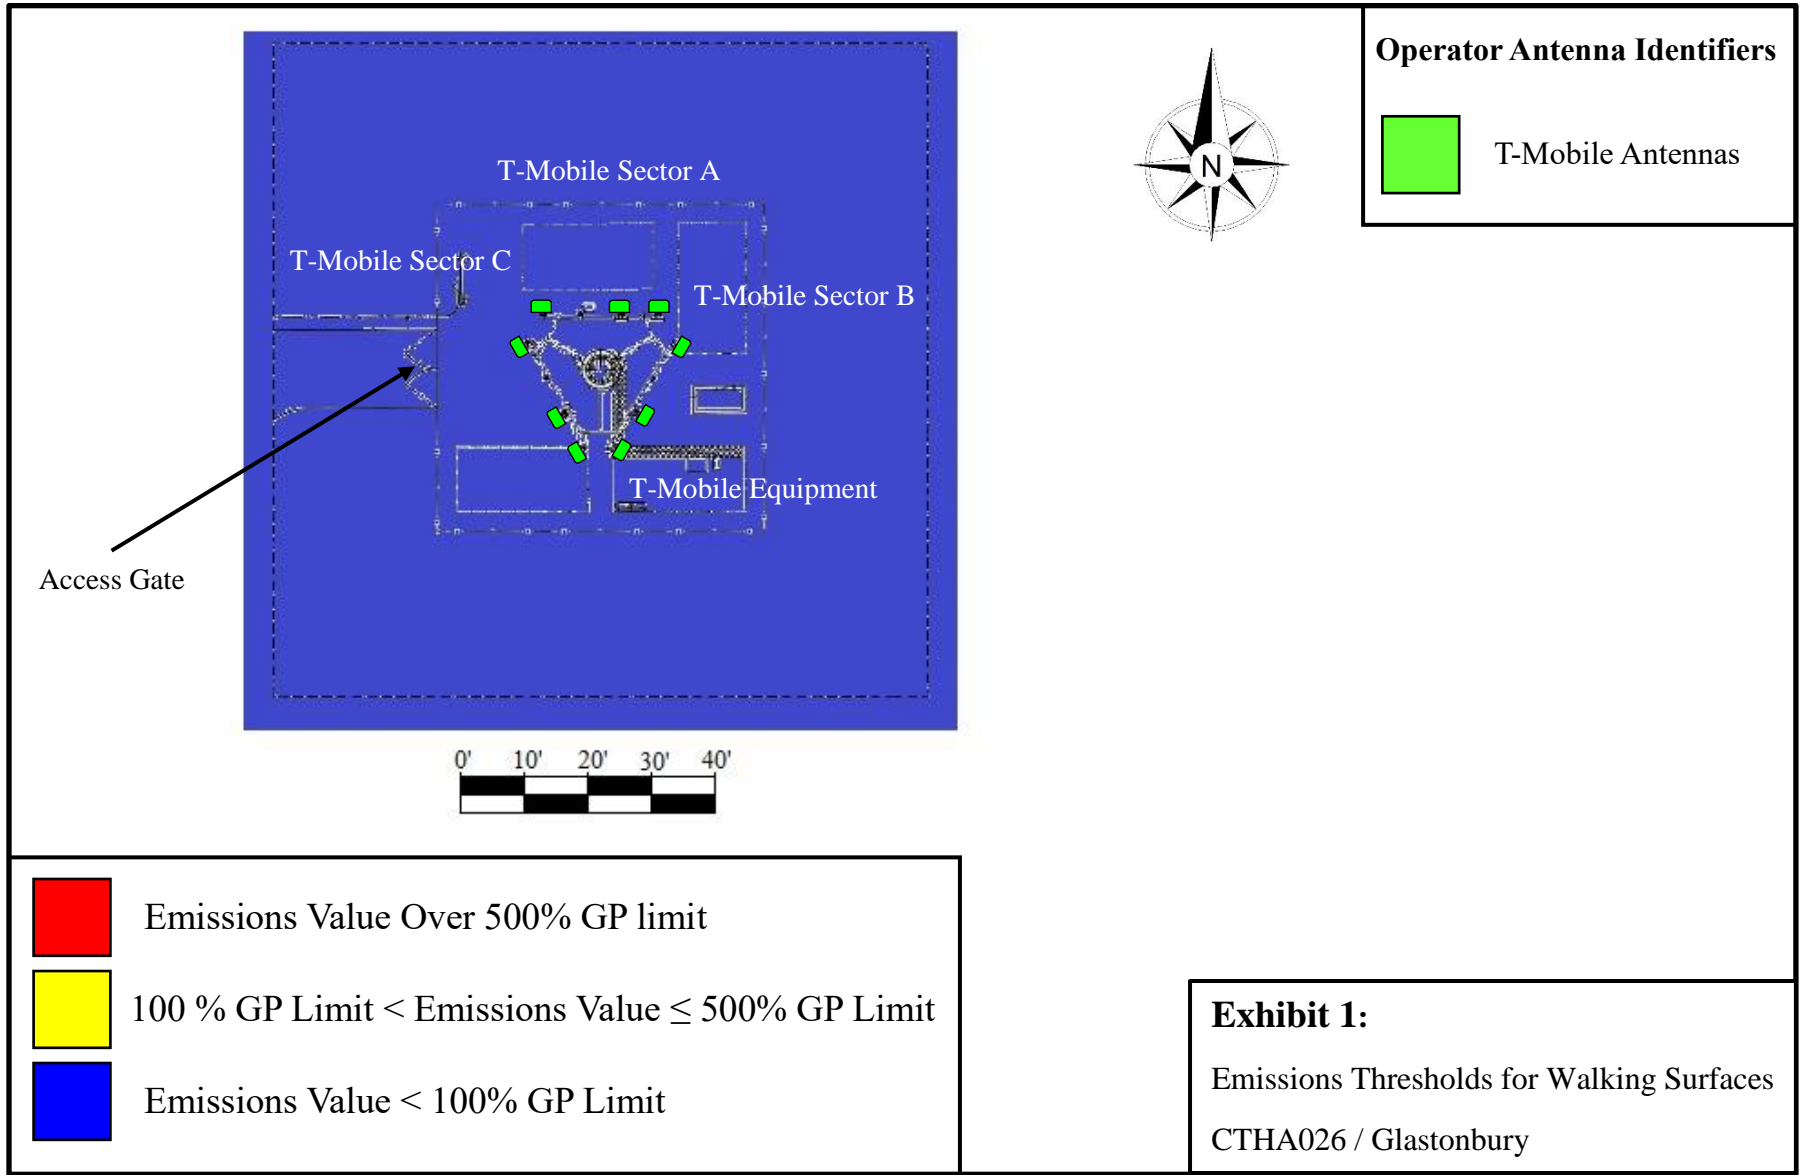 Operator Antenna Identifiers
T-Mobile Antennas
N
T-Mobile Sector A
T-Mobile Sector C
T-Mobile Sector B
T-Mobile Equipment
Access Gate
0' 10' 20' 30' 40'
Emissions Value Over 500% GP limit
100 % GP Limit < Emissions Value ≤ 500% GP Limit
Emissions Value < 100% GP Limit
Exhibit 1:
Emissions Thresholds for Walking Surfaces
CTHA026 / Glastonbury